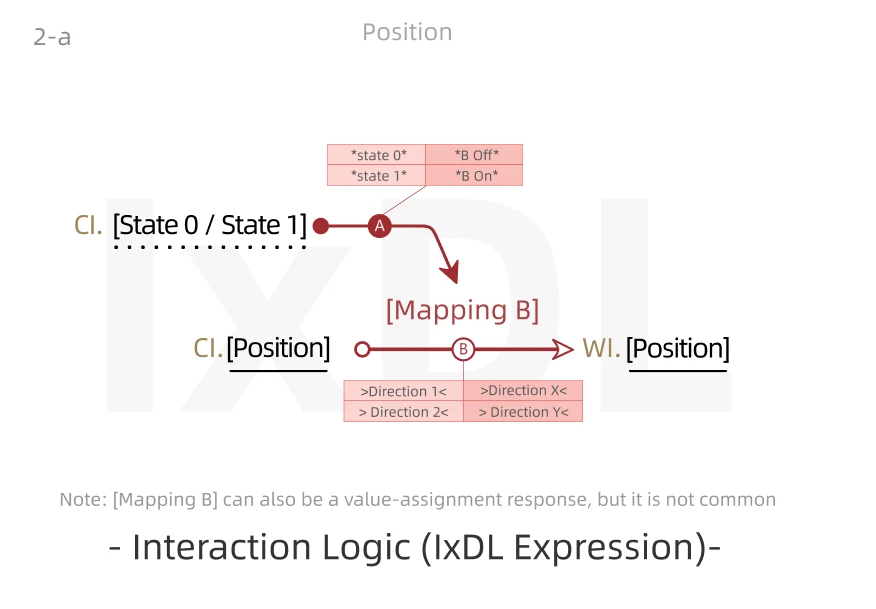 2-a
Position
*state 0* *B Off*
*state 1* *B On*
CI. [State 0 / State 1]
A
[Mapping B]
CI. [Position] B WI. [Position]
>Direction 1< >Direction X<
> Direction 2< > Direction Y<
IxDL
Note: [Mapping B] can also be a value-assignment response, but it is not common
- Interaction Logic (IxDL Expression)-